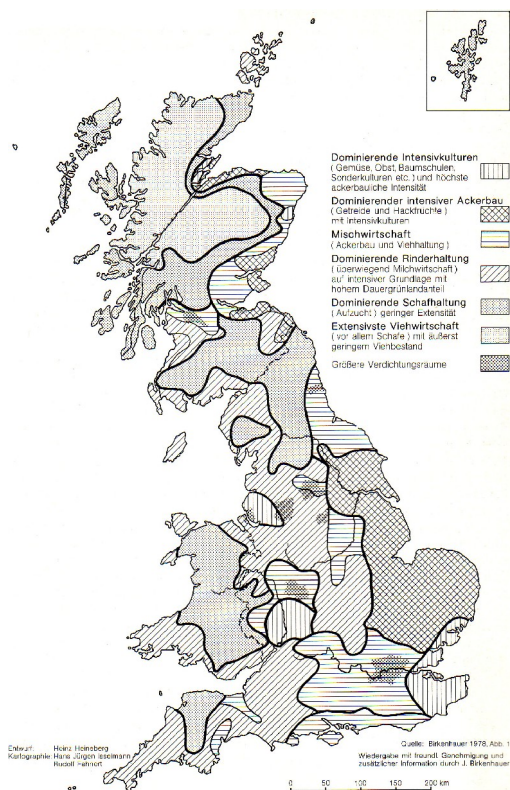 Dominierende Intensivkulturen
(Gemüse, Obst, Baumschulen,
Sonderkulturen etc.) und höchste
ackerbauliche Intensität
Dominierender intensiver Ackerbau
(Getreide und Hackfruchte)
mit Intensivkulturen
Mischwirtschaft
(Ackerbau und Viehhaltung)
Dominierende Rinderhaltung
(überwiegend Milchwirtschaft)
auf intensiver Grundlage mit
hohem Dauergrünlandanteil
Dominierende Schafhaltung
(Aufzucht) geringer Extensität
Extensivste Viehwirtschaft
(vor allem Schafe) mit äußerst
geringem Viehbestand
Größere Verdichtungsräume
Entwurf: Heinz Heineberg
Kartographie: Hans Jürgen Isselmann
Rudolf Fahnert
Quelle: Birkenhauer 1978, Abb. 1
Wiedergabe mit freundl. Genehmigung und
zusätzlicher Information durch J. Birkenhauer
0 50 100 150 200 km